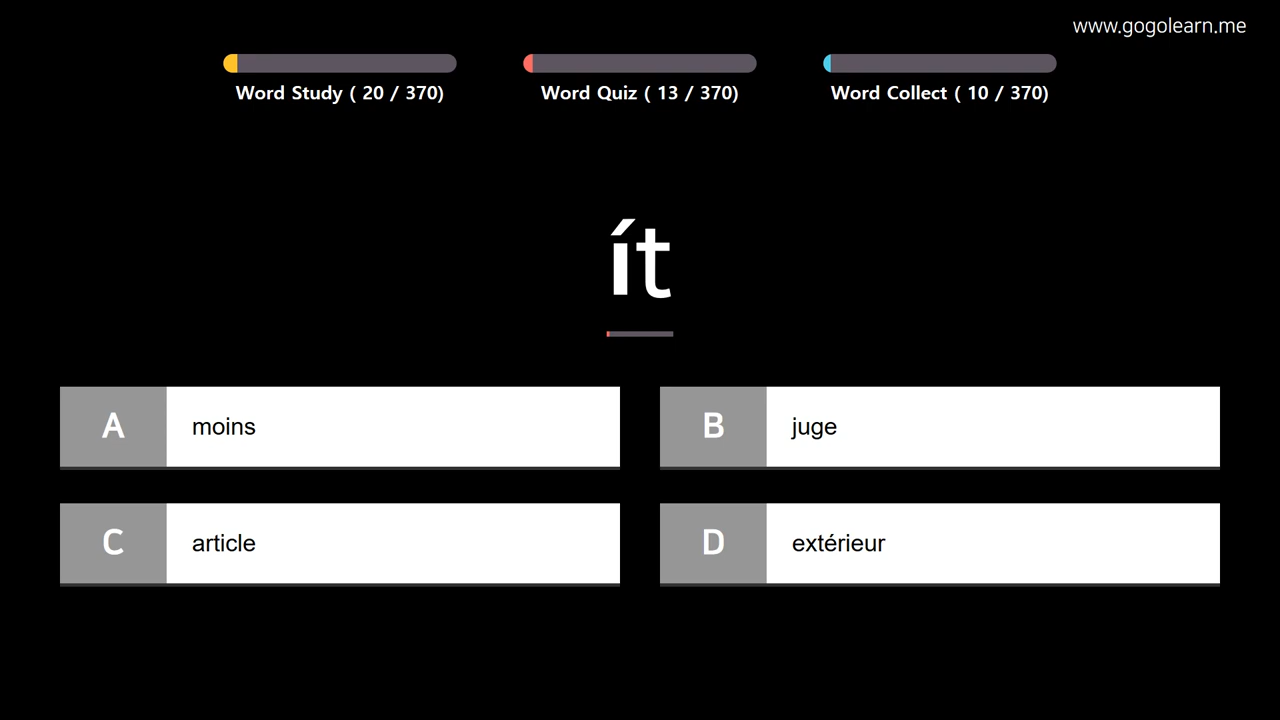 www.gogolearn.me
Word Study ( 20 / 370) Word Quiz ( 13 / 370) Word Collect ( 10 / 370)
ít
A moins
B juge
C article
D extérieur